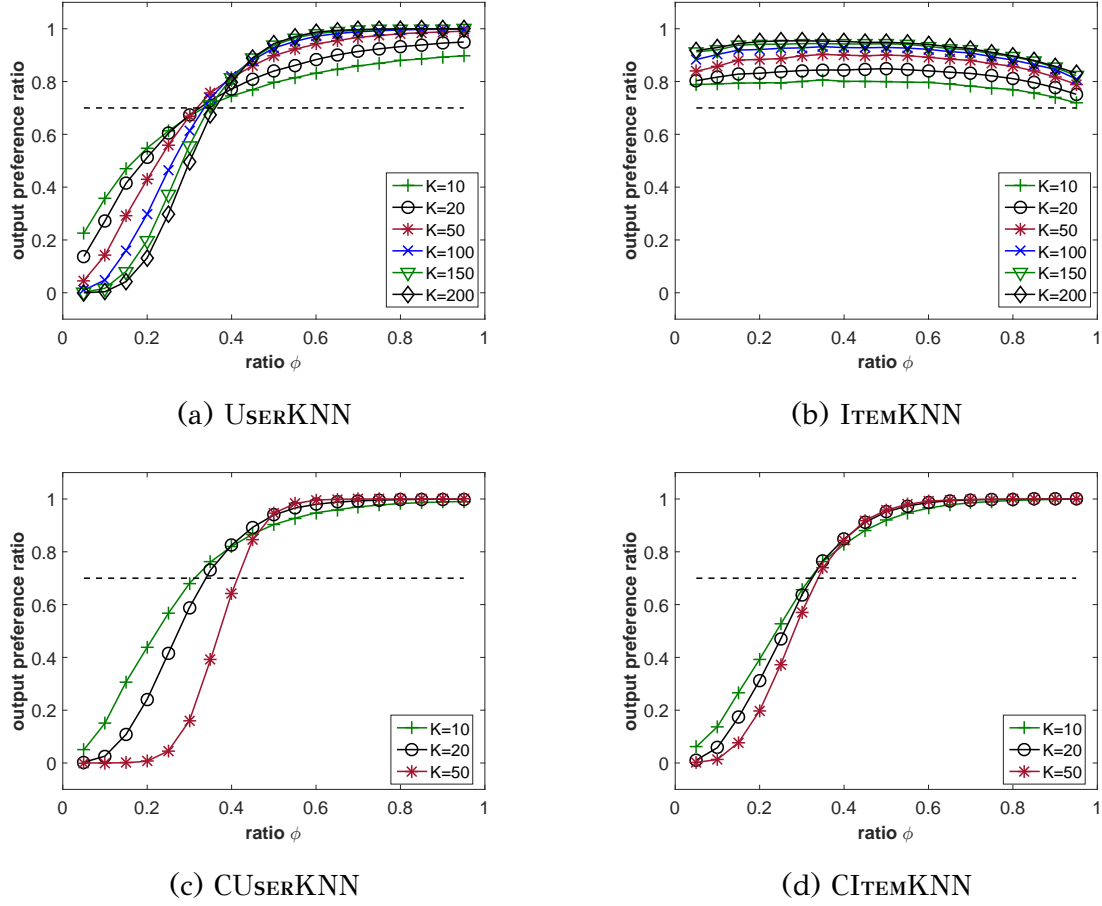 1
0.8
0.6
0.4
0.2
0
output preference ratio
K=10
K=20
K=50
K=100
K=150
K=200
0 0.2 0.4 0.6 0.8 1
ratio ϕ
(a) UserKNN
1
0.8
0.6
0.4
0.2
0
output preference ratio
K=10
K=20
K=50
K=100
K=150
K=200
0 0.2 0.4 0.6 0.8 1
ratio ϕ
(b) ItemKNN
1
0.8
0.6
0.4
0.2
0
output preference ratio
K=10
K=20
K=50
0 0.2 0.4 0.6 0.8 1
ratio ϕ
(c) CUserKNN
1
0.8
0.6
0.4
0.2
0
output preference ratio
K=10
K=20
K=50
0 0.2 0.4 0.6 0.8 1
ratio ϕ
(d) CItemKNN